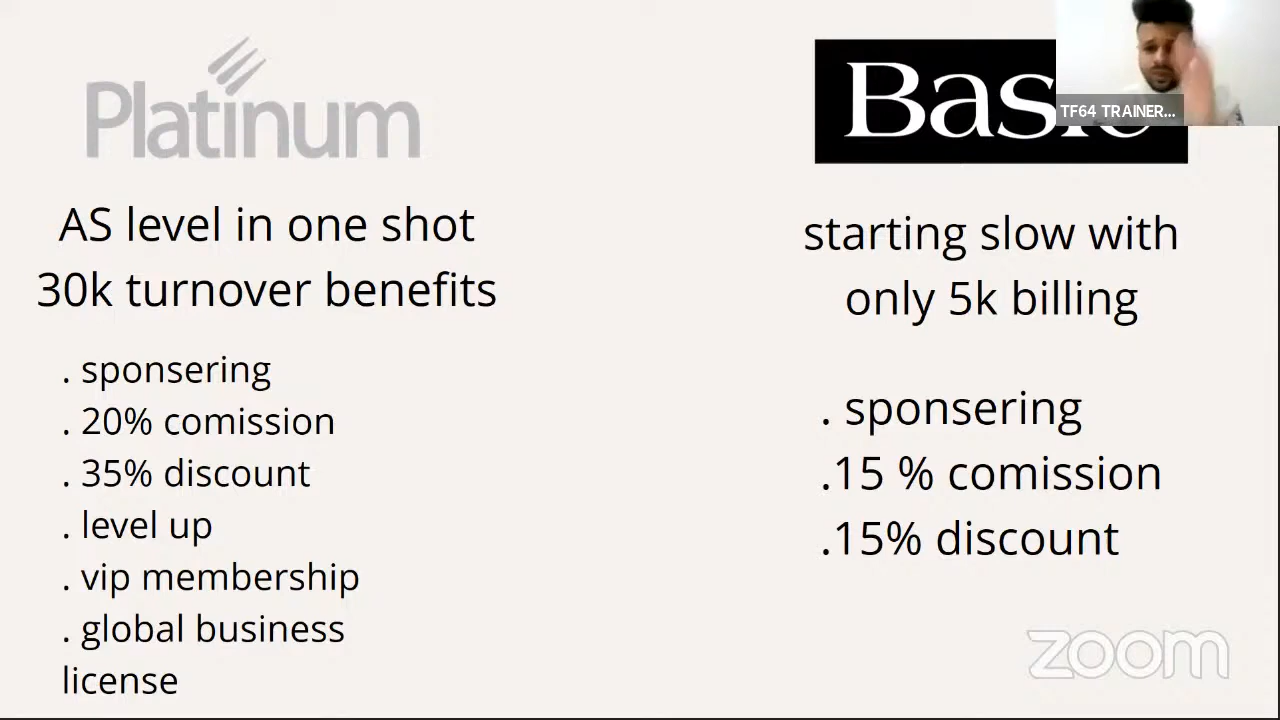 Platinum
AS level in one shot
30k turnover benefits
. sponsering
. 20% comission
. 35% discount
. level up
. vip membership
. global business
license
Basic
TF64 TRAINER...
starting slow with
only 5k billing
. sponsering
.15 % comission
.15% discount
zoom